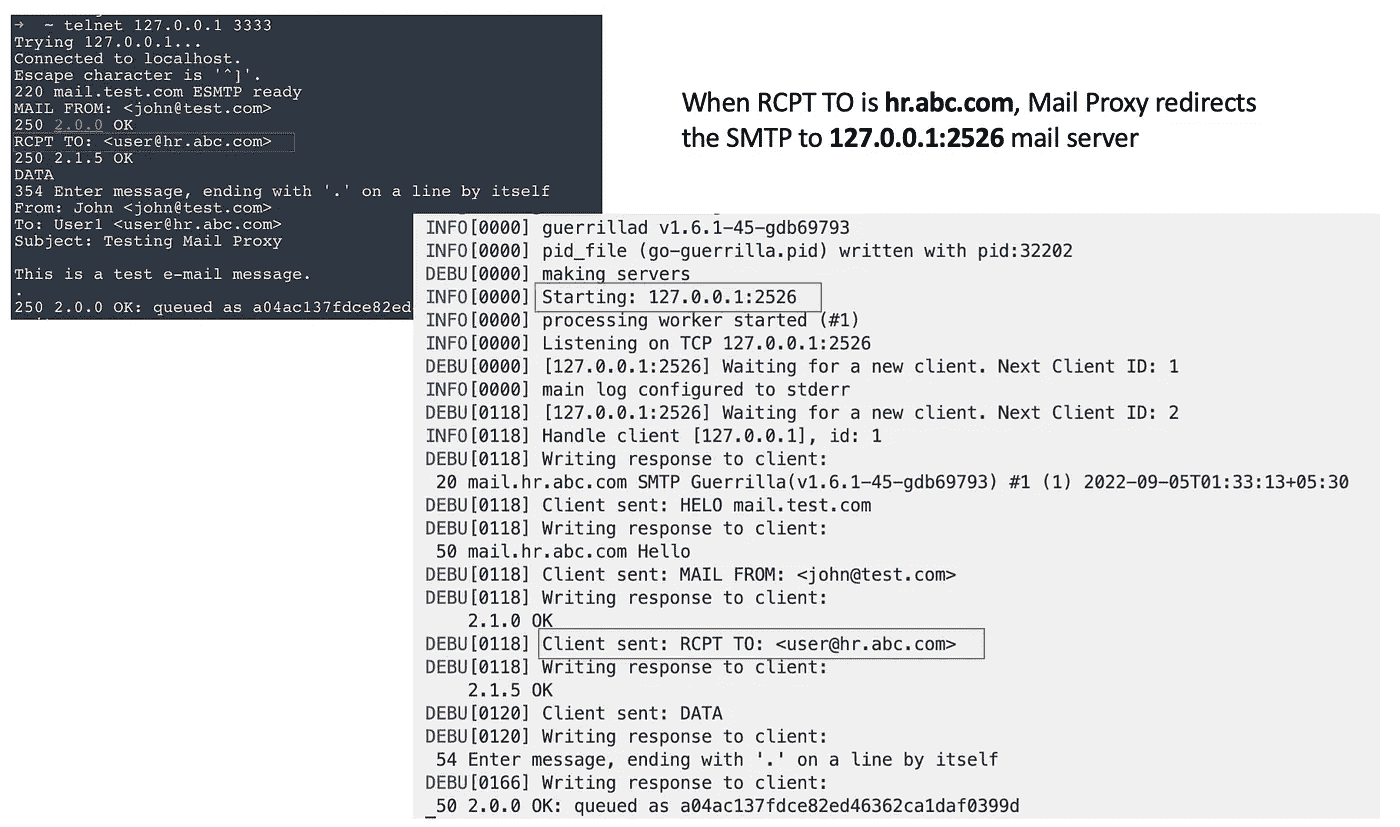 →  ~ telnet 127.0.0.1 3333
Trying 127.0.0.1...
Connected to localhost.
Escape character is '^]'.
220 mail.test.com ESMTP ready
MAIL FROM: <john@test.com>
250 2.0.0 OK
RCPT TO: <user@hr.abc.com>
250 2.1.5 OK
DATA
354 Enter message, ending with '.' on a line by itself
From: John <john@test.com>
To: User1 <user@hr.abc.com>
Subject: Testing Mail Proxy
This is a test e-mail message.
.
250 2.0.0 OK: queued as a04ac137fdce82ed
When RCPT TO is hr.abc.com, Mail Proxy redirects
the SMTP to 127.0.0.1:2526 mail server
INFO[0000] guerrillad v1.6.1-45-gdb69793
INFO[0000] pid_file (go-guerrilla.pid) written with pid:32202
DEBU[0000] making servers
INFO[0000] Starting: 127.0.0.1:2526
INFO[0000] processing worker started (#1)
INFO[0000] Listening on TCP 127.0.0.1:2526
DEBU[0000] [127.0.0.1:2526] Waiting for a new client. Next Client ID: 1
INFO[0000] main log configured to stderr
DEBU[0118] [127.0.0.1:2526] Waiting for a new client. Next Client ID: 2
INFO[0118] Handle client [127.0.0.1], id: 1
DEBU[0118] Writing response to client:
20 mail.hr.abc.com SMTP Guerrilla(v1.6.1-45-gdb69793) #1 (1) 2022-09-05T01:33:13+05:30
DEBU[0118] Client sent: HELO mail.test.com
DEBU[0118] Writing response to client:
50 mail.hr.abc.com Hello
DEBU[0118] Client sent: MAIL FROM: <john@test.com>
DEBU[0118] Writing response to client:
2.1.0 OK
DEBU[0118] Client sent: RCPT TO: <user@hr.abc.com>
DEBU[0118] Writing response to client:
2.1.5 OK
DEBU[0120] Client sent: DATA
DEBU[0120] Writing response to client:
54 Enter message, ending with '.' on a line by itself
DEBU[0166] Writing response to client:
_50 2.0.0 OK: queued as a04ac137fdce82ed46362ca1daf0399d